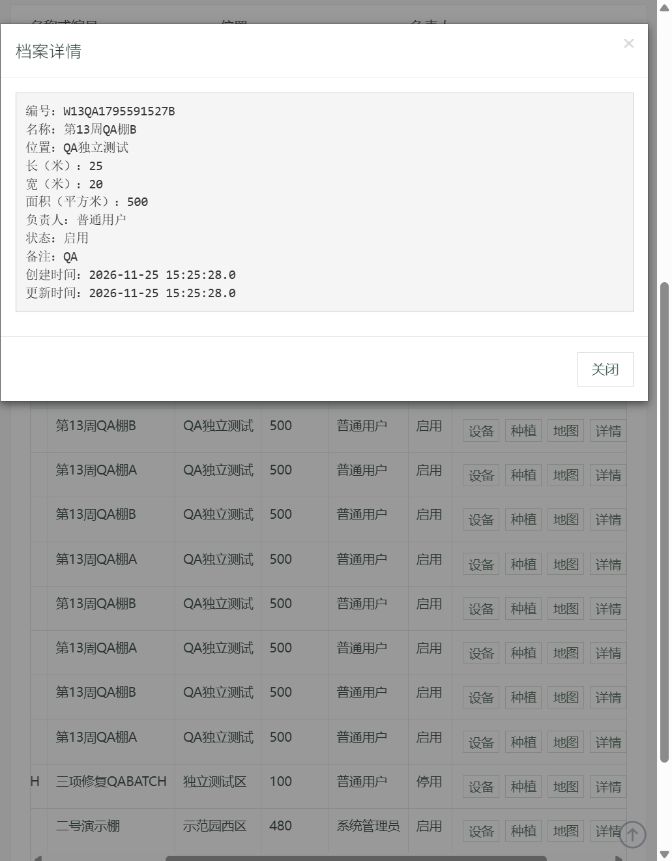 名称或编号 位置 负责人
档案详情 ×
编号: W13QA1795591527B
名称: 第13周QA棚B
位置: QA独立测试
长（米）: 25
宽（米）: 20
面积（平方米）: 500
负责人: 普通用户
状态: 启用
备注: QA
创建时间: 2026-11-25 15:25:28.0
更新时间: 2026-11-25 15:25:28.0
关闭
第13周QA棚B QA独立测试 500 普通用户 启用 设备 种植 地图 详情
第13周QA棚A QA独立测试 500 普通用户 启用 设备 种植 地图 详情
第13周QA棚B QA独立测试 500 普通用户 启用 设备 种植 地图 详情
第13周QA棚A QA独立测试 500 普通用户 启用 设备 种植 地图 详情
第13周QA棚B QA独立测试 500 普通用户 启用 设备 种植 地图 详情
第13周QA棚A QA独立测试 500 普通用户 启用 设备 种植 地图 详情
第13周QA棚B QA独立测试 500 普通用户 启用 设备 种植 地图 详情
第13周QA棚A QA独立测试 500 普通用户 启用 设备 种植 地图 详情
H 三项修复QABATCH 独立测试区 100 普通用户 停用 设备 种植 地图 详情
二号演示棚 示范园西区 480 系统管理员 启用 设备 种植 地图 详情